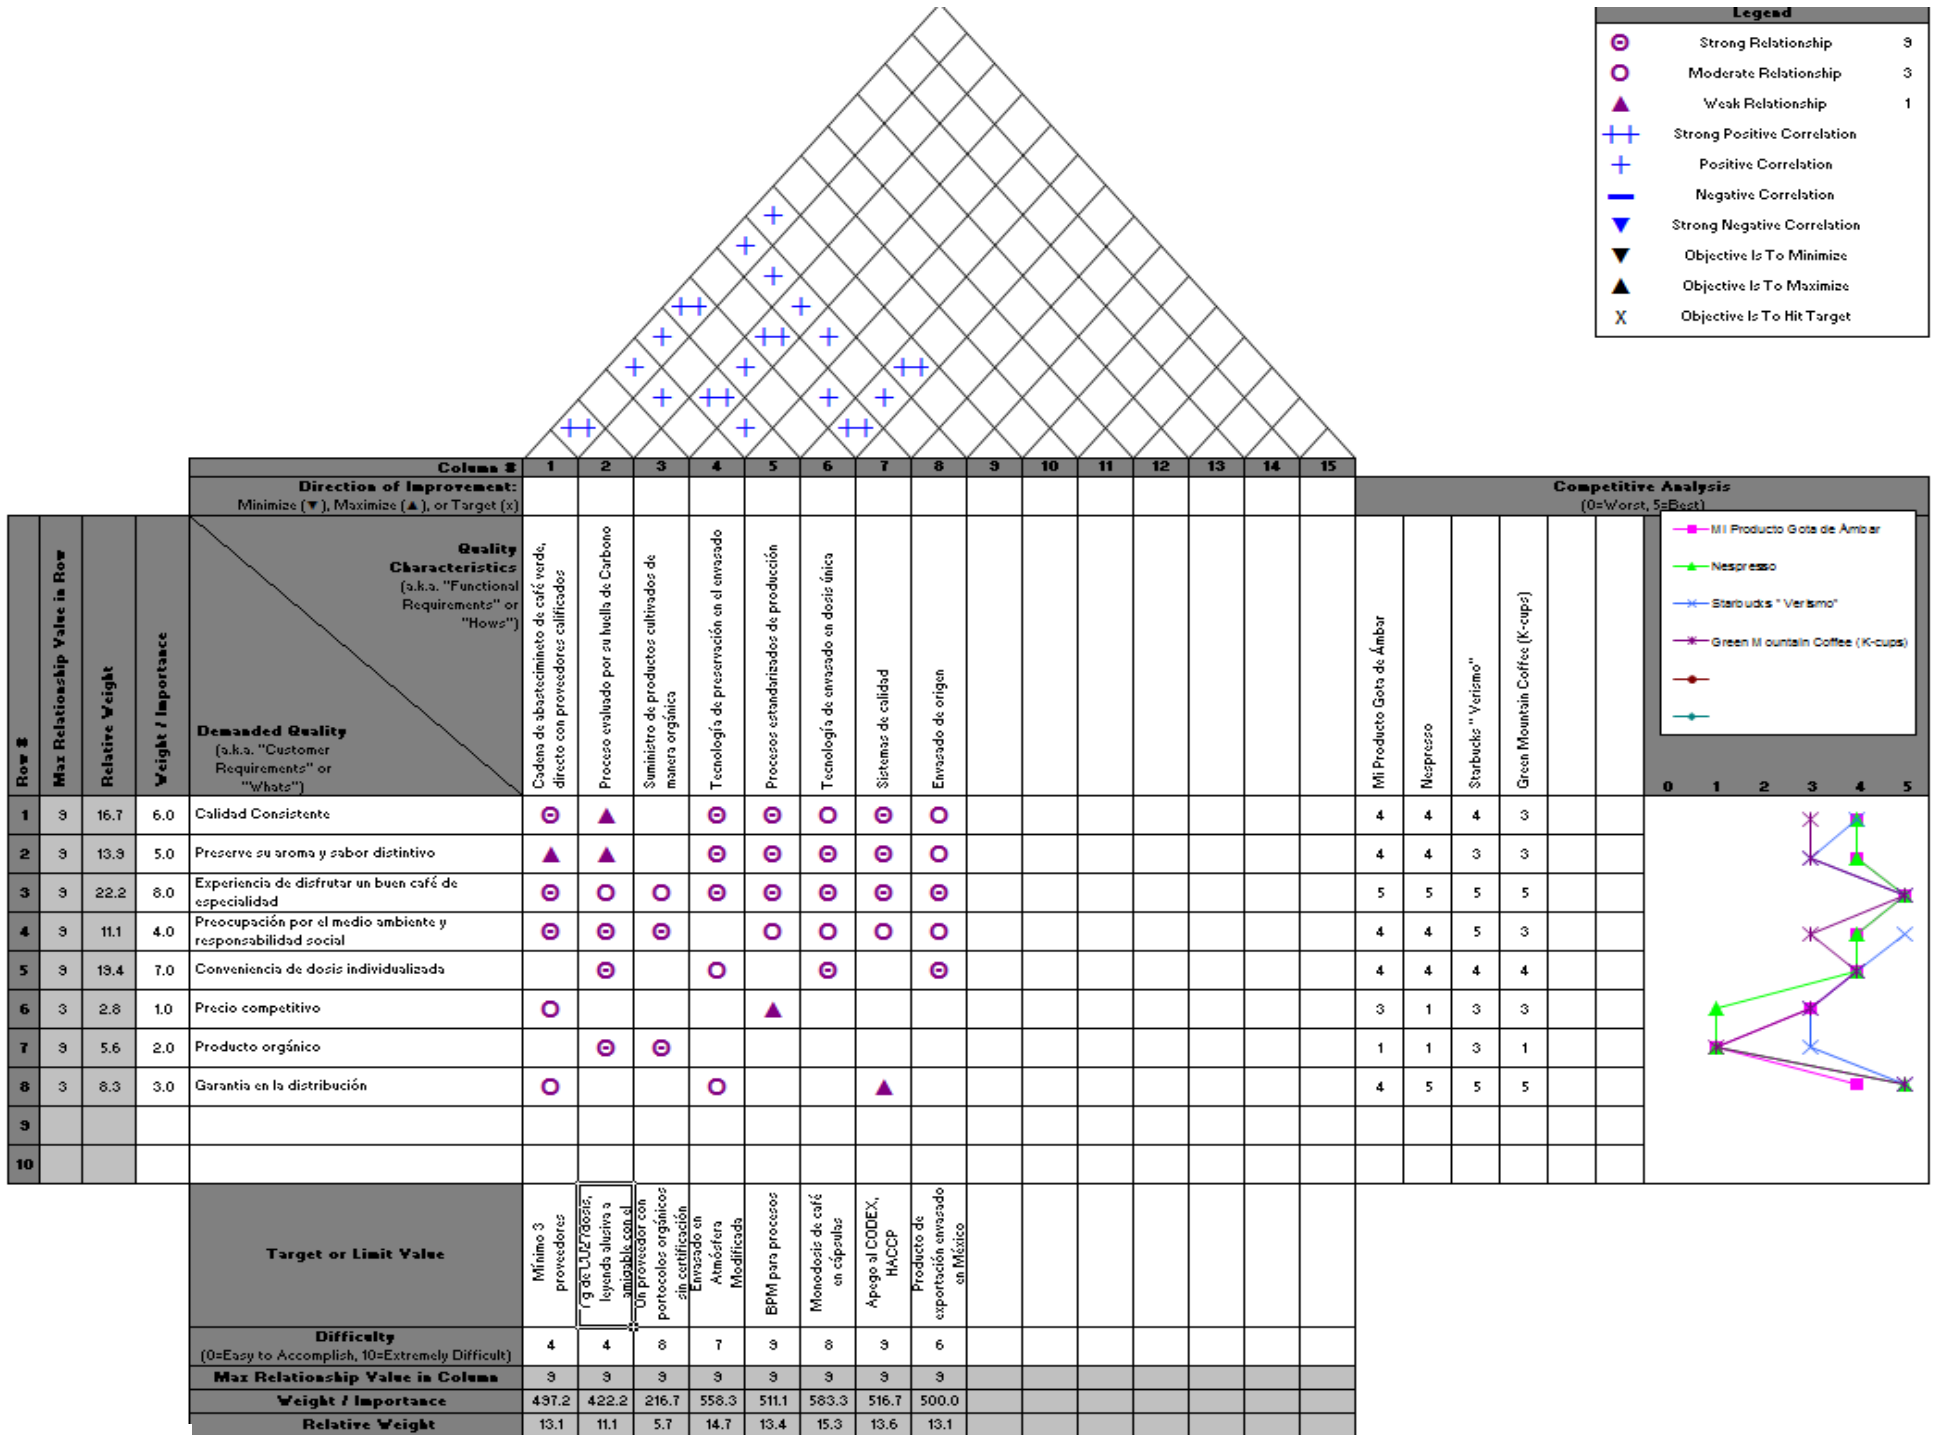 Legend
Strong Relationship 9
Moderate Relationship 3
Weak Relationship 1
Strong Positive Correlation
Positive Correlation
Negative Correlation
Strong Negative Correlation
Objective Is To Minimize
Objective Is To Maximize
X Objective Is To Hit Target
Column # 1 2 3 4 5 6 7 8 9 10 11 12 13 14 15
Direction of Improvement:
Minimize (▼), Maximize (▲), or Target (x)
Competitive Analysis
(0=Worst, 5=Best)
Row #
Max Relationship Value in Row
Relative Weight
Weight / Importance
Quality
Characteristics
(a.k.a. "Functional
Requirements" or
"Hows")
Demanded Quality
(a.k.a. "Customer
Requirements" or
"Whats")
Cadena de abastecimineto de café verde,
directo con proveedores calificados
Proceso evaluado por su huella de Carbono
Suministro de productos cultivados de
manera orgánica
Tecnología de preservación en el envasado
Procesos estandarizados de producción
Tecnología de envasado en dosis única
Sistemas de calidad
Envasado de origen
Mi Producto Gota de Ámbar
Nespresso
Starbucks " Verismo"
Green Mountain Coffee (K-cups)
Mi Producto Gota de Ámbar
Nespresso
Starbucks " Verismo"
Green Mountain Coffee (K-cups)
0 1 2 3 4 5
1 9 16.7 6.0 Calidad Consistente 4 4 4 3
2 9 13.9 5.0 Preserve su aroma y sabor distintivo 4 4 3 3
3 9 22.2 8.0 Experiencia de disfrutar un buen café de
especialidad 5 5 5 5
4 9 11.1 4.0 Preocupación por el medio ambiente y
responsabilidad social 4 4 5 3
5 9 19.4 7.0 Conveniencia de dosis individualizada 4 4 4 4
6 3 2.8 1.0 Precio competitivo 3 1 3 3
7 9 5.6 2.0 Producto orgánico 1 1 3 1
8 3 8.3 3.0 Garantia en la distribución 4 5 5 5
9
10
Target or Limit Value
Mínimo 3
proveedores
leyenda alusiva a
amigable con el
Un proveedor con
portocolos orgánicos
sin certificación
Envasado en
Atmósfera
Modificada
BPM para procesos
Monodosis de café
en cápsulas
Apego al CODEX,
HACCP
Producto de
exportación envasado
en México
Difficulty
(0=Easy to Accomplish, 10=Extremely Difficult) 4 4 8 7 9 8 9 6
Max Relationship Value in Column 9 9 9 9 9 9 9 9
Weight / Importance 497.2 422.2 216.7 558.3 511.1 583.3 516.7 500.0
Relative Weight 13.1 11.1 5.7 14.7 13.4 15.3 13.6 13.1